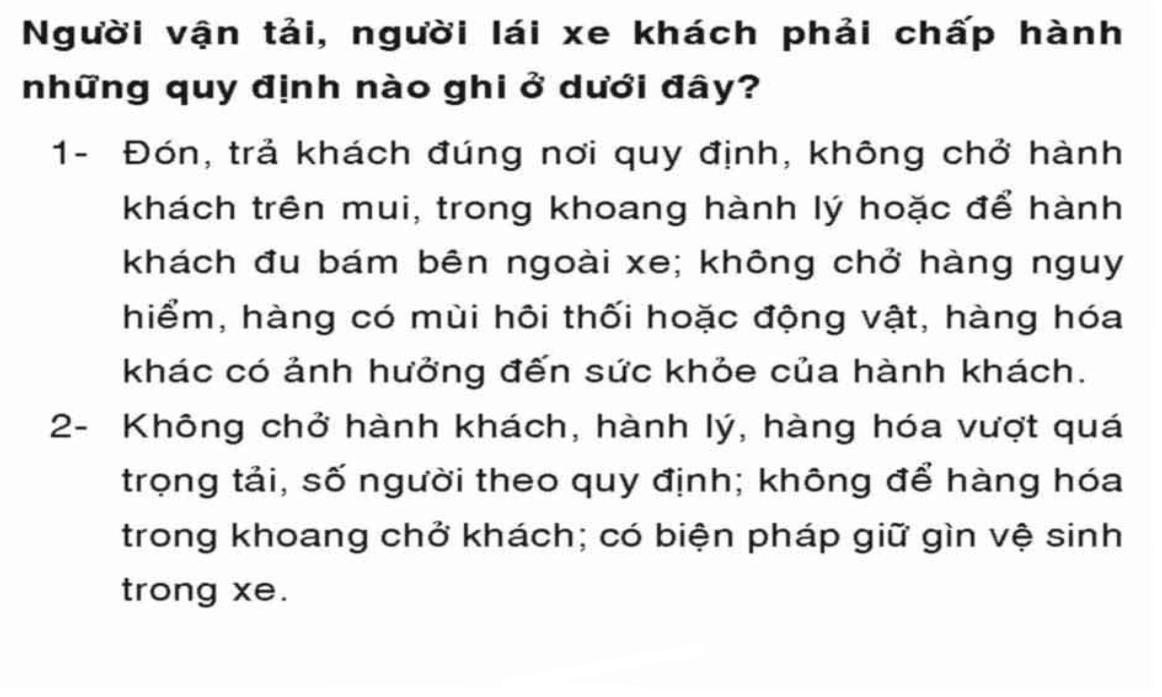 Người vận tải, người lái xe khách phải chấp hành
những quy định nào ghi ở dưới đây?
1- Đón, trả khách đúng nơi quy định, không chở hành
khách trên mui, trong khoang hành lý hoặc để hành
khách đu bám bên ngoài xe; không chở hàng nguy
hiểm, hàng có mùi hôi thối hoặc động vật, hàng hóa
khác có ảnh hưởng đến sức khỏe của hành khách.
2- Không chở hành khách, hành lý, hàng hóa vượt quá
trọng tải, số người theo quy định; không để hàng hóa
trong khoang chở khách; có biện pháp giữ gìn vệ sinh
trong xe.